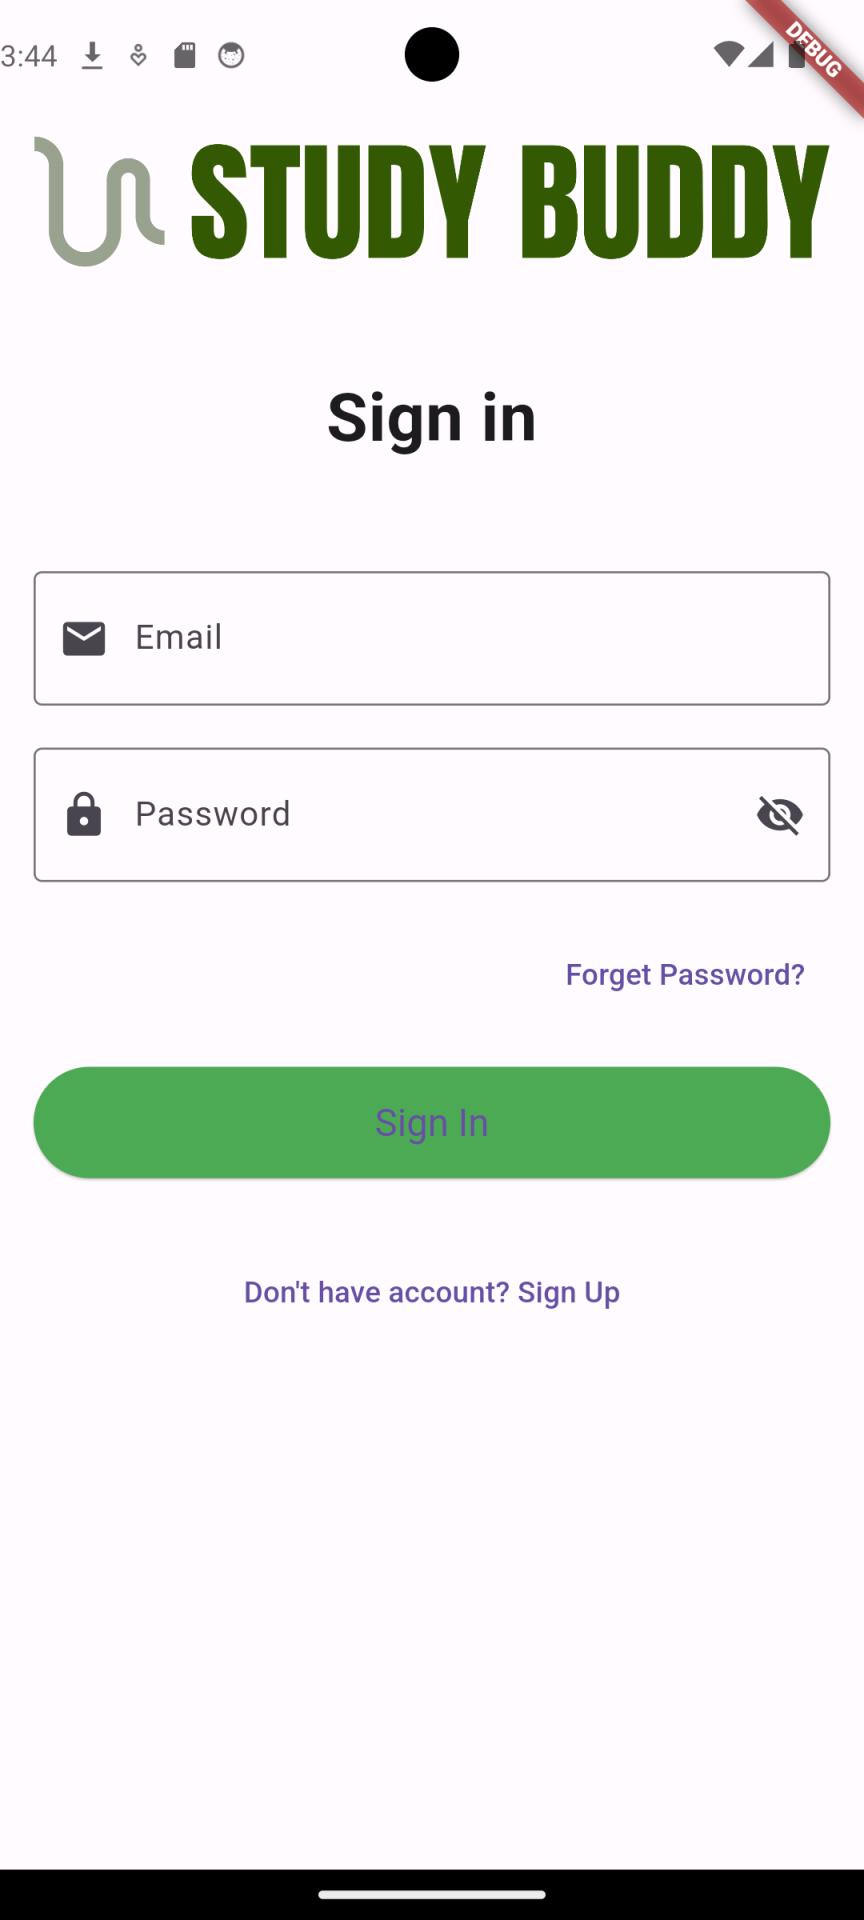 3:44
DEBUG
STUDY BUDDY
Sign in
Email
Password
Forget Password?
Sign In
Don't have account? Sign Up